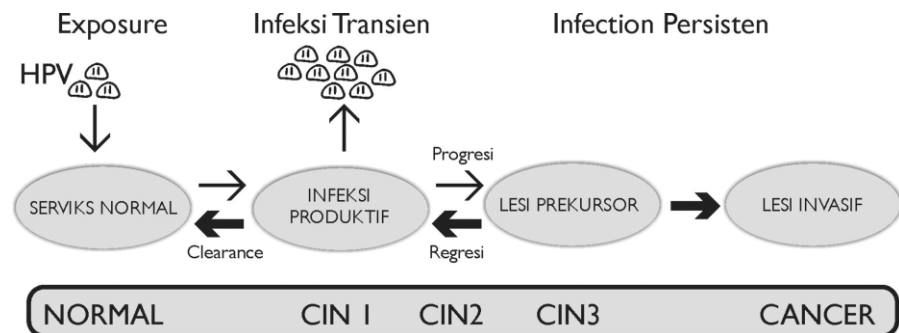 Exposure
Infeksi Transien
Infection Persisten
HPV
Progresi
SERVIKS NORMAL
INFEKSI
PRODUKTIF
LESI PREKURSOR
LESI INVASIF
Clearance
Regresi
NORMAL
CIN 1
CIN2
CIN3
CANCER